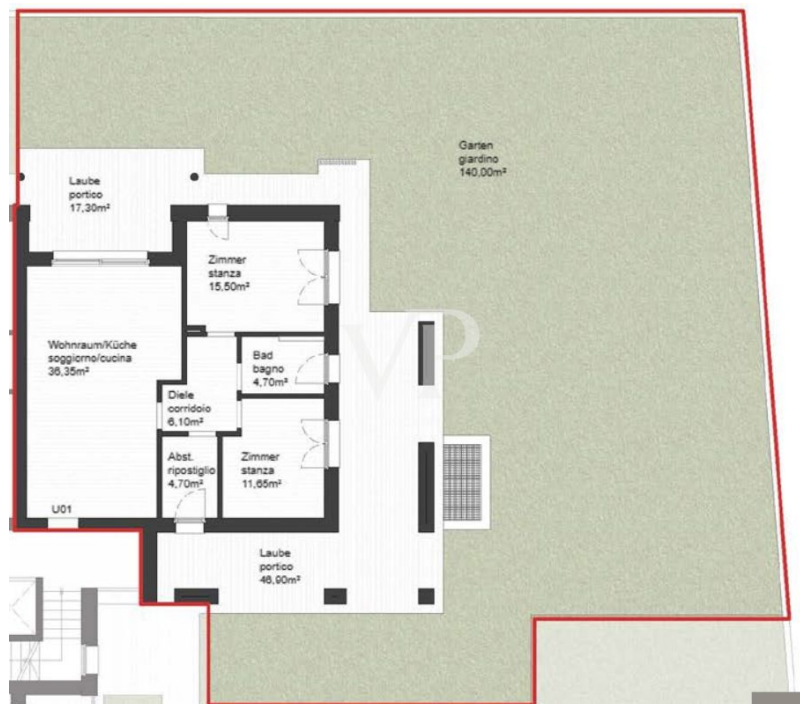 Garten
giardino
140,00m²
Laube
portico
17,30m²
Zimmer
stanza
15,50m²
Wohnraum/Küche
soggiorno/cucina
36,35m²
Bad
bagno
4,70m²
Diele
corridoio
6,10m²
Abst.
ripostiglio
4,70m²
Zimmer
stanza
11,65m²
U01
Laube
portico
46,90m²
VP